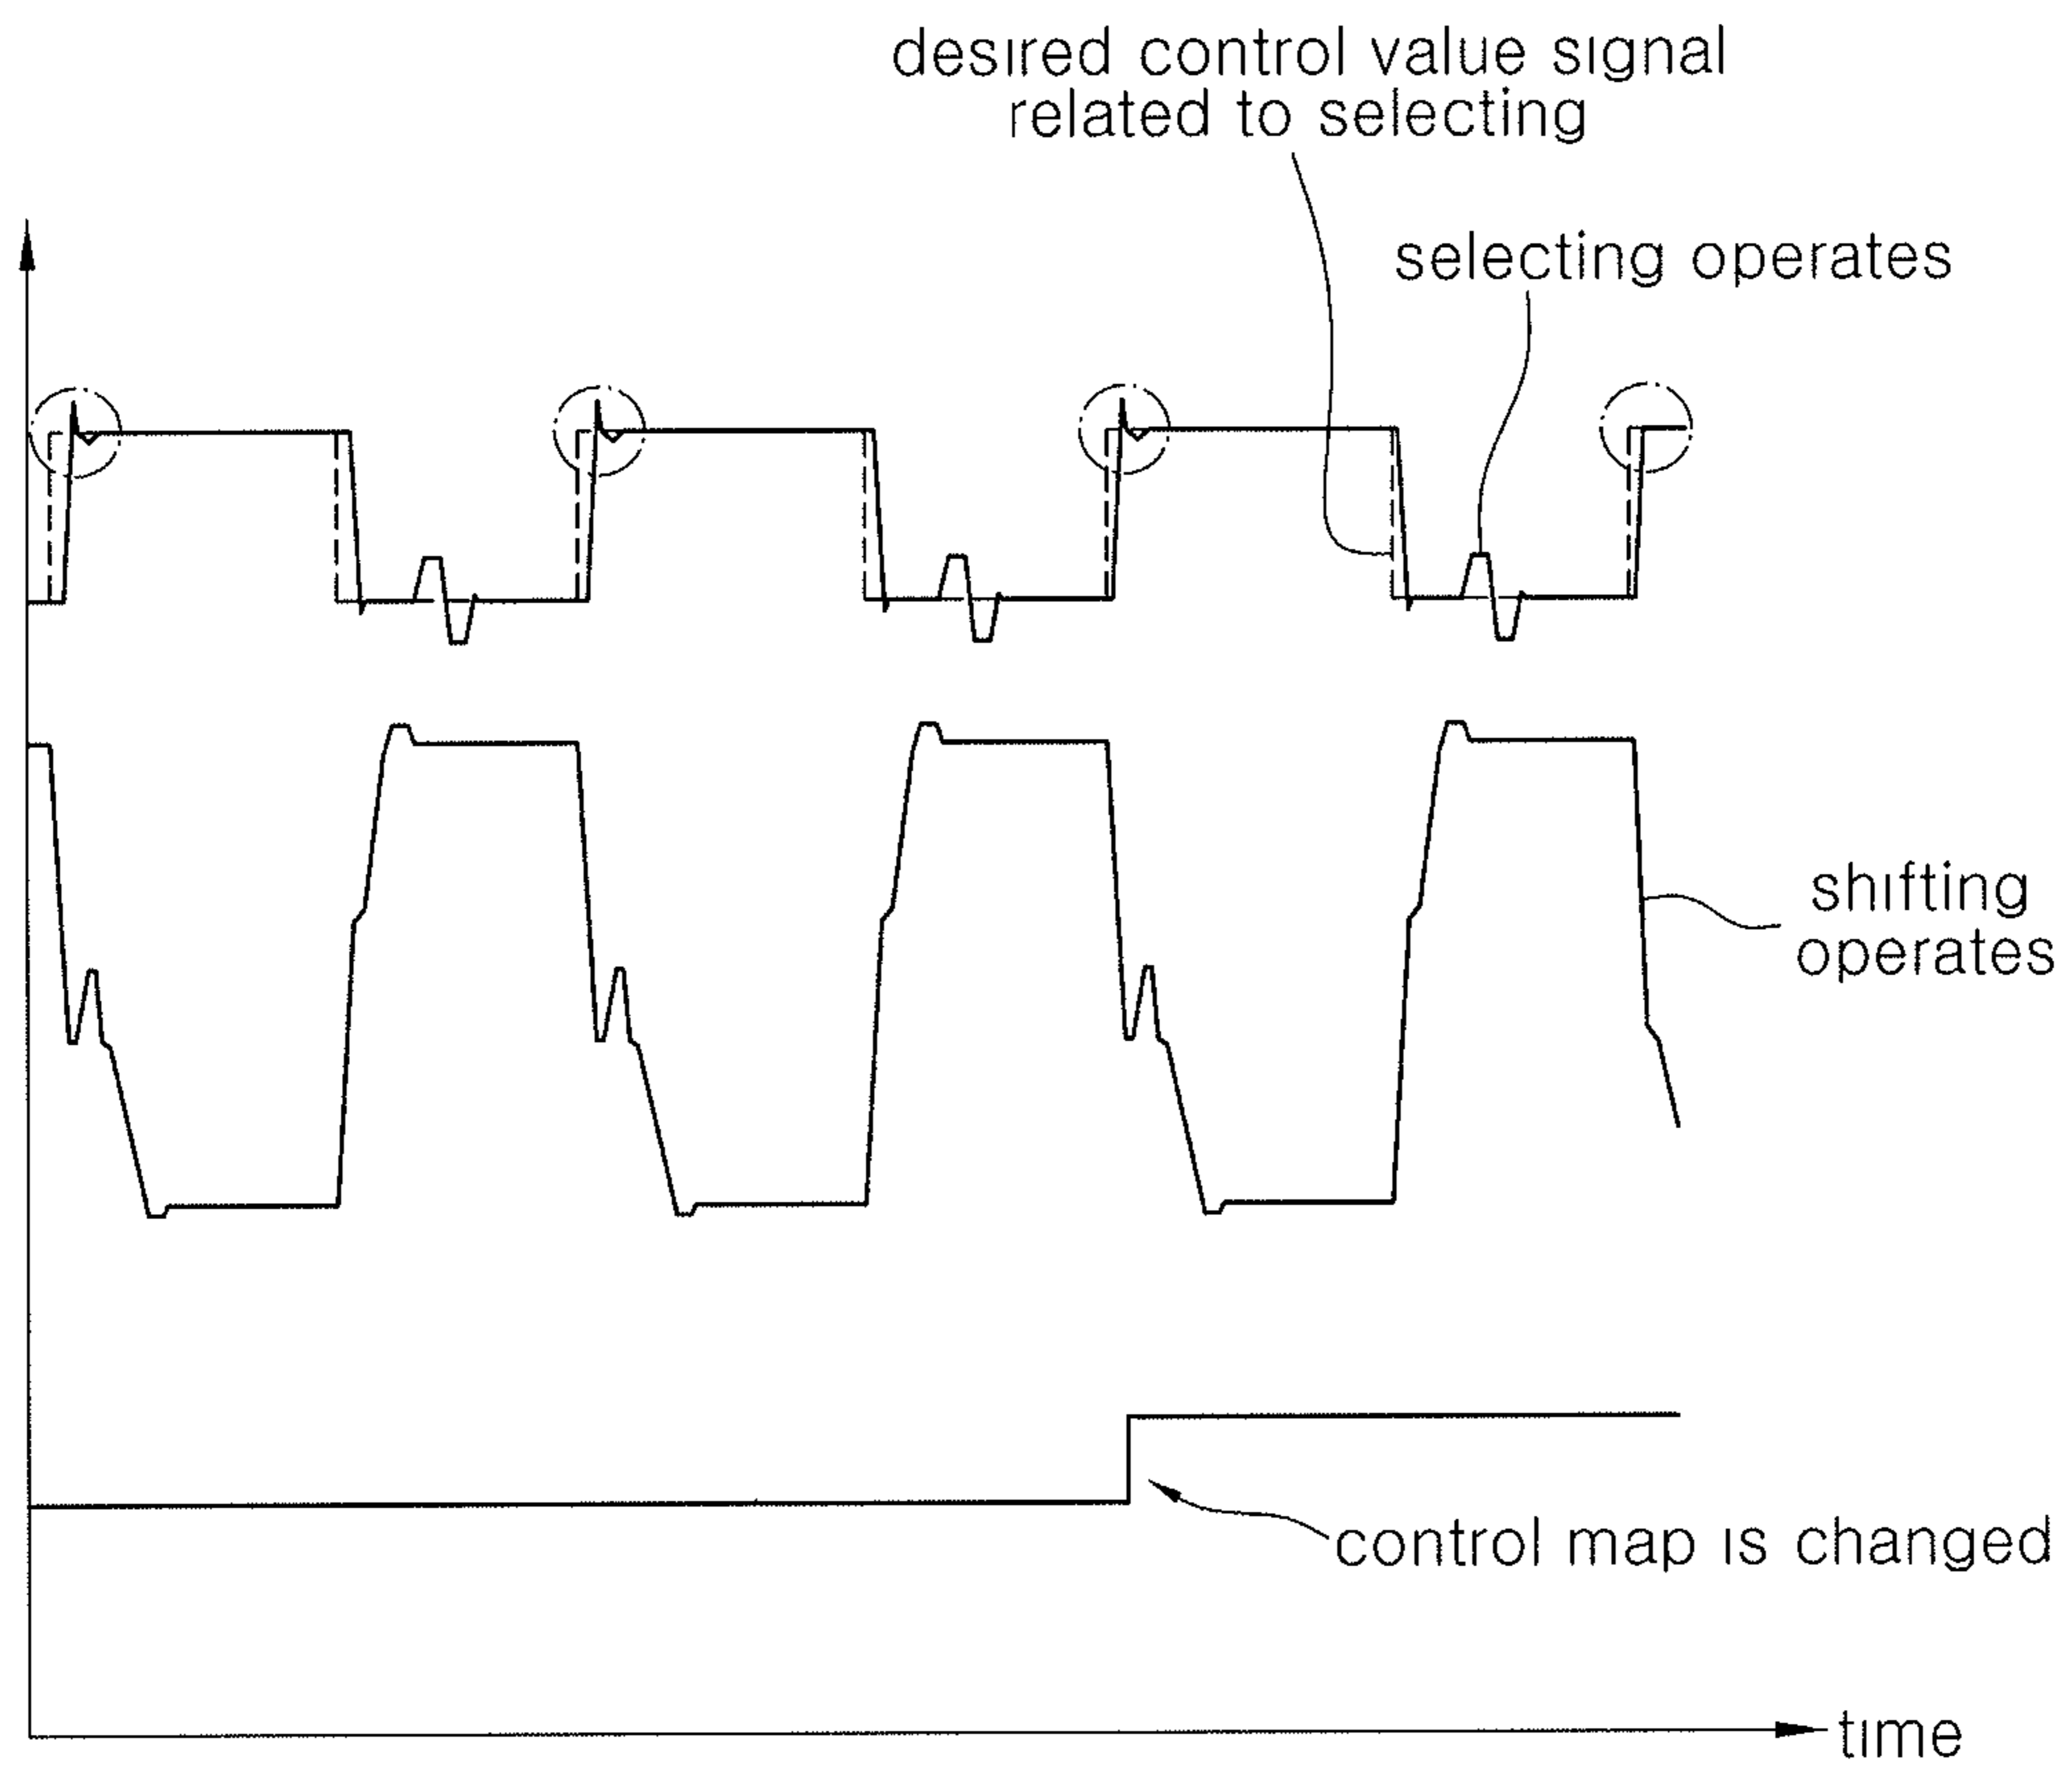 desired control value signal
related to selecting
selecting operates
shifting
operates
control map is changed
time